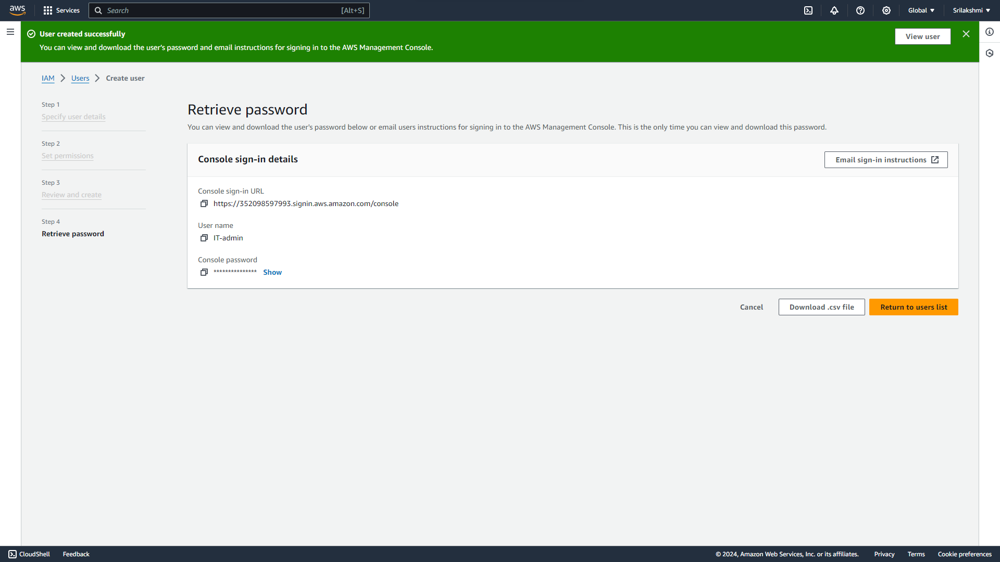 aws
Services
Search [Alt+S]
Global
Srilakshmi
User created successfully
You can view and download the user's password and email instructions for signing in to the AWS Management Console.
View user
IAM > Users > Create user
Step 1
Specify user details
Step 2
Set permissions
Step 3
Review and create
Step 4
Retrieve password
Retrieve password
You can view and download the user's password below or email users instructions for signing in to the AWS Management Console. This is the only time you can view and download this password.
Console sign-in details
Email sign-in instructions
Console sign-in URL
https://352098597993.signin.aws.amazon.com/console
User name
IT-admin
Console password
*************** Show
Cancel
Download .csv file
Return to users list
CloudShell
Feedback
© 2024, Amazon Web Services, Inc. or its affiliates.
Privacy
Terms
Cookie preferences